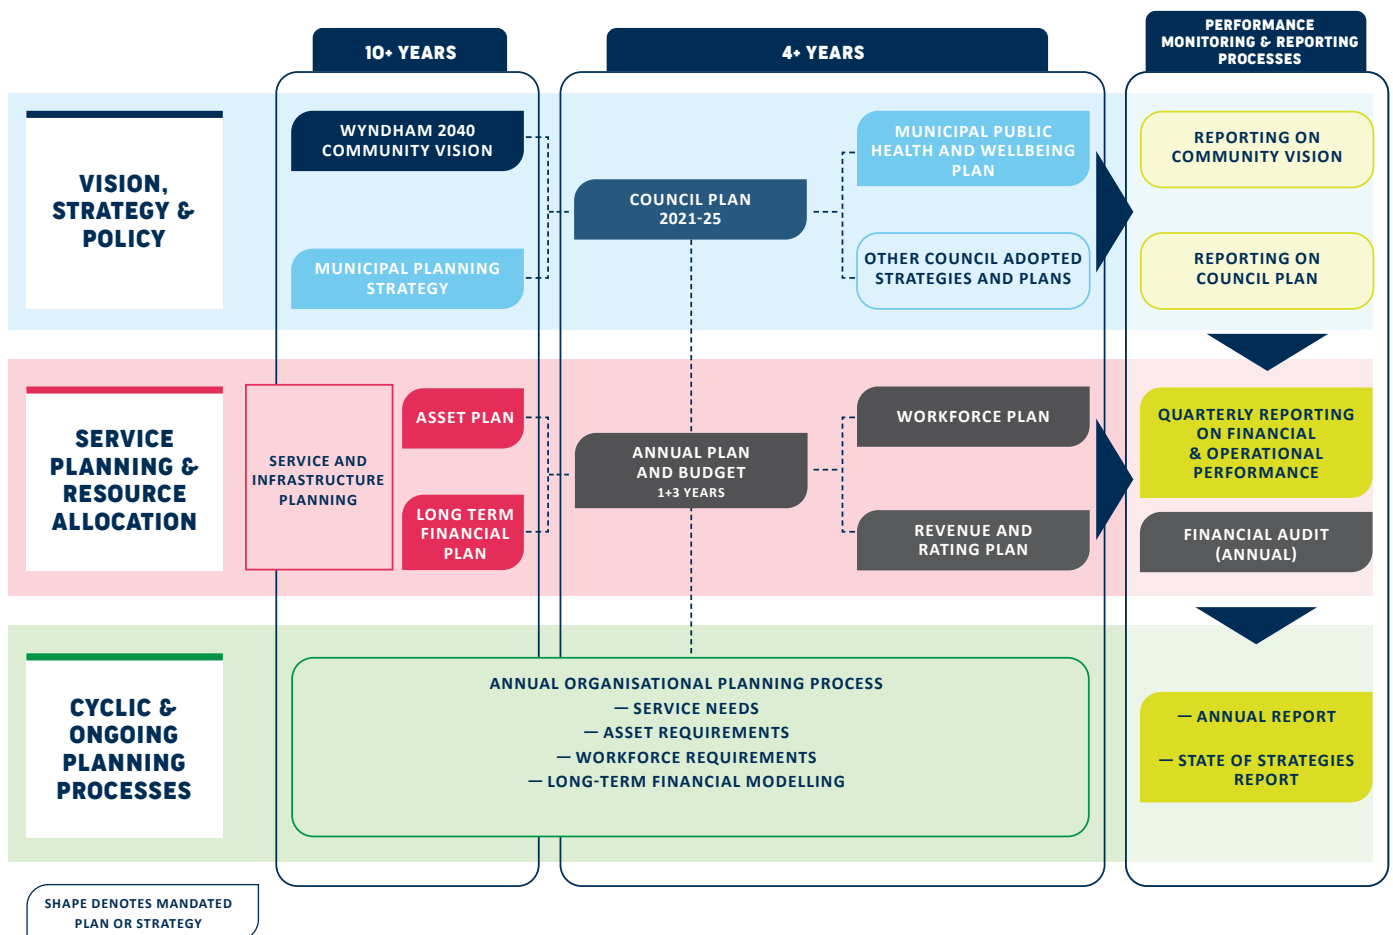 10+ YEARS
4+ YEARS
PERFORMANCE
MONITORING & REPORTING
PROCESSES
VISION,
STRATEGY &
POLICY
WYNDHAM 2040
COMMUNITY VISION
MUNICIPAL PLANNING
STRATEGY
COUNCIL PLAN
2021-25
MUNICIPAL PUBLIC
HEALTH AND WELLBEING
PLAN
OTHER COUNCIL ADOPTED
STRATEGIES AND PLANS
REPORTING ON
COMMUNITY VISION
REPORTING ON
COUNCIL PLAN
SERVICE
PLANNING &
RESOURCE
ALLOCATION
SERVICE AND
INFRASTRUCTURE
PLANNING
ASSET PLAN
LONG TERM
FINANCIAL
PLAN
ANNUAL PLAN
AND BUDGET
1+3 YEARS
WORKFORCE PLAN
REVENUE AND
RATING PLAN
QUARTERLY REPORTING
ON FINANCIAL
& OPERATIONAL
PERFORMANCE
FINANCIAL AUDIT
(ANNUAL)
CYCLIC &
ONGOING
PLANNING
PROCESSES
ANNUAL ORGANISATIONAL PLANNING PROCESS
— SERVICE NEEDS
— ASSET REQUIREMENTS
— WORKFORCE REQUIREMENTS
— LONG-TERM FINANCIAL MODELLING
— ANNUAL REPORT
— STATE OF STRATEGIES
REPORT
SHAPE DENOTES MANDATED
PLAN OR STRATEGY